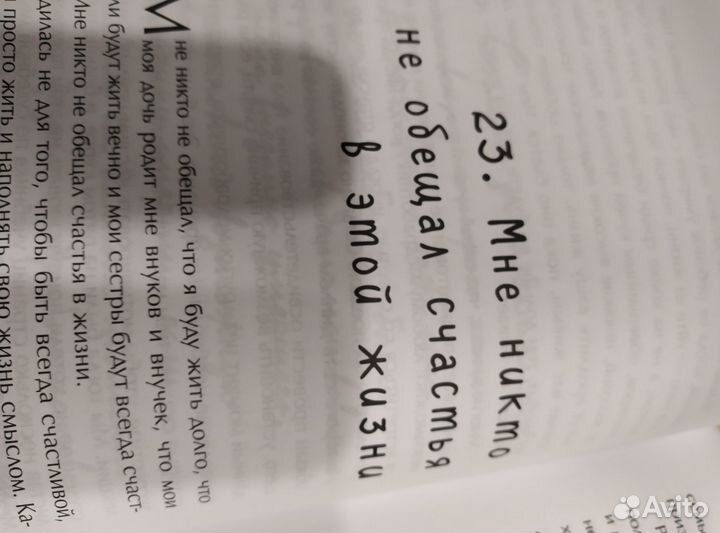 23. Мне никто
не обещал счастья
в этой жизни
Мне никто не обещал, что я буду жить долго, что
моя дочь родит мне внуков и внучек, что мои
будут жить вечно и мои сестры будут всегда счаст-
Мне никто не обещал счастья в жизни.
не для того, чтобы быть всегда счастливой,
просто жить и наполнять свою жизнь смыслом. Ка-
Avito